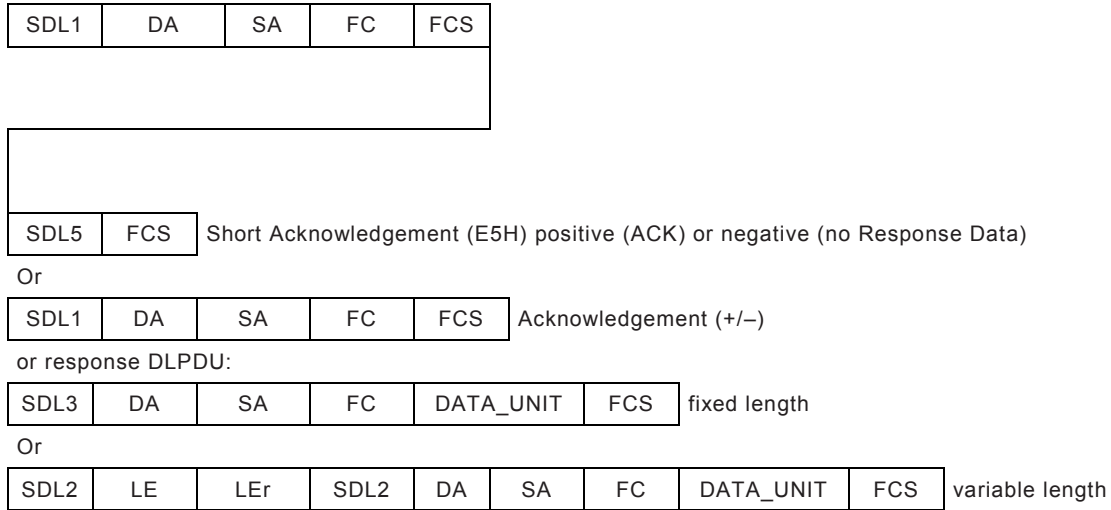 SDL1 DA SA FC FCS
SDL5 FCS Short Acknowledgement (E5H) positive (ACK) or negative (no Response Data)
Or
SDL1 DA SA FC FCS Acknowledgement (+/–)
or response DLPDU:
SDL3 DA SA FC DATA_UNIT FCS fixed length
Or
SDL2 LE LEr SDL2 DA SA FC DATA_UNIT FCS variable length